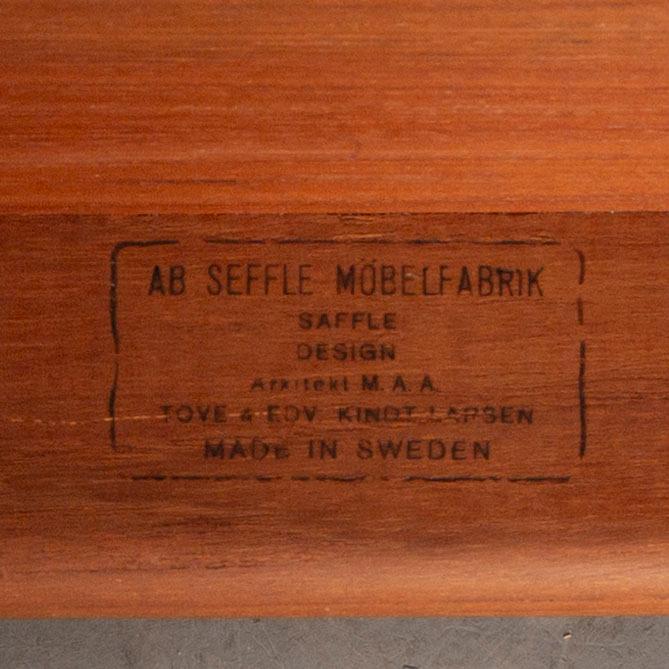 AB SEFFLE MÖBELFABRIK
SAFFLE
DESIGN
Arkitekt M.A.A.
TOVE & EDV. KINDT LARSEN
MADE IN SWEDEN